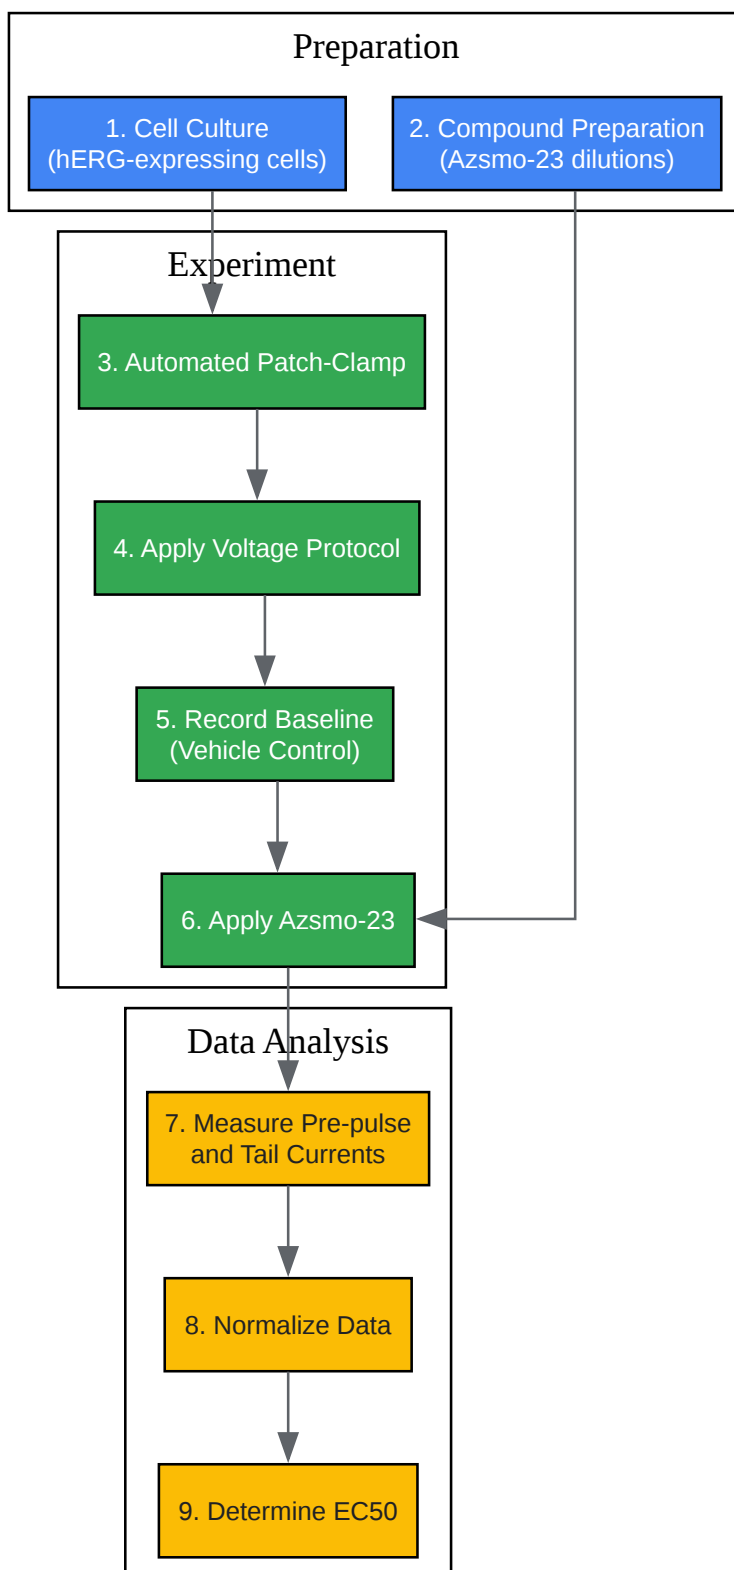 Preparation
1. Cell Culture
(hERG-expressing cells)
2. Compound Preparation
(Azsmo-23 dilutions)
Experiment
3. Automated Patch-Clamp
4. Apply Voltage Protocol
5. Record Baseline
(Vehicle Control)
6. Apply Azsmo-23
Data Analysis
7. Measure Pre-pulse
and Tail Currents
8. Normalize Data
9. Determine EC50